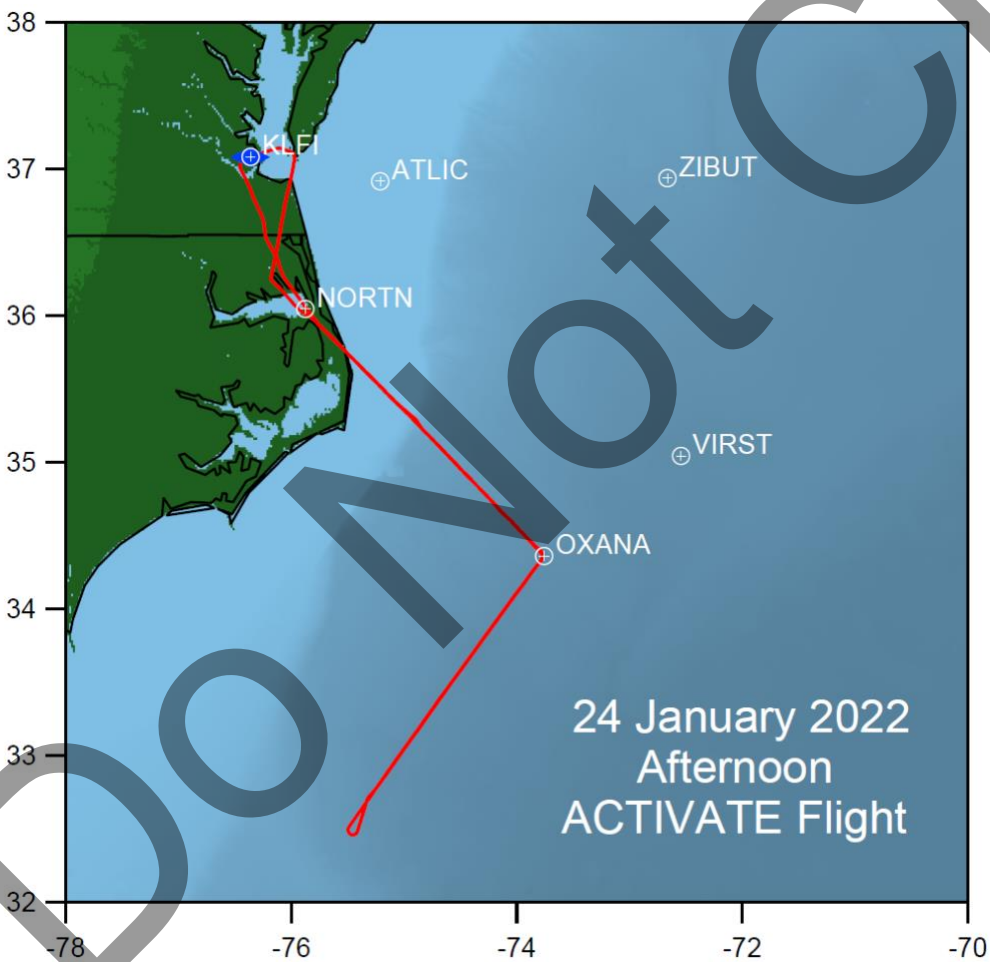 38
37
36
35
34
33
32
-78
-76
-74
-72
-70
KLFI
ATLIC
ZIBUT
NORTN
VIRST
OXANA
24 January 2022
Afternoon
ACTIVATE Flight
Do Not C